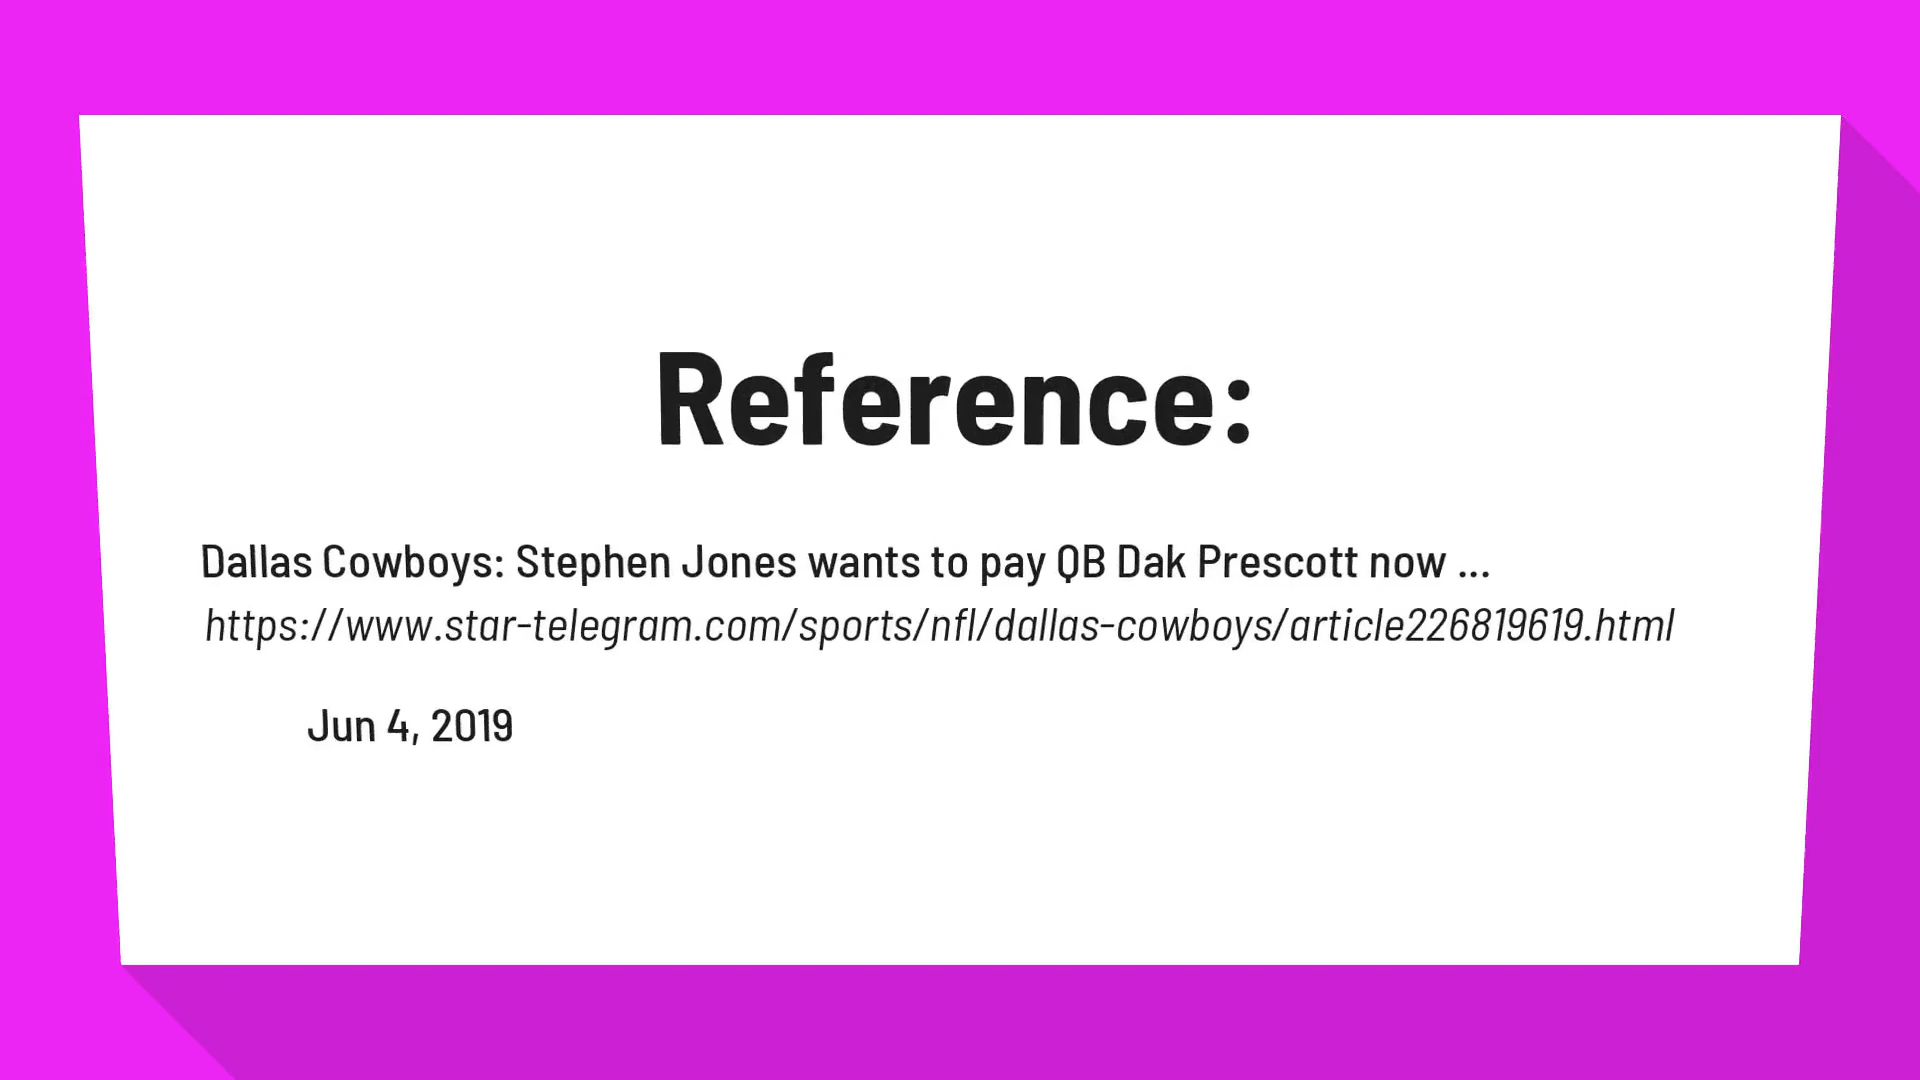 Reference:
Dallas Cowboys: Stephen Jones wants to pay QB Dak Prescott now ...
https://www.star-telegram.com/sports/nfl/dallas-cowboys/article226819619.html
Jun 4, 2019